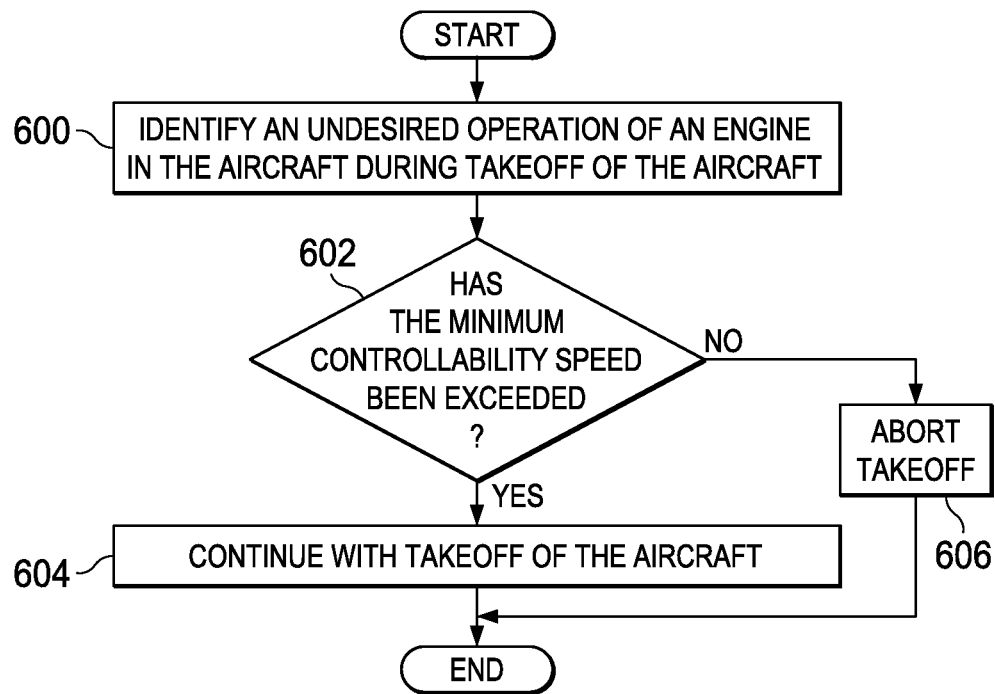 START
600
IDENTIFY AN UNDESIRED OPERATION OF AN ENGINE
IN THE AIRCRAFT DURING TAKEOFF OF THE AIRCRAFT
602
HAS
THE MINIMUM
CONTROLLABILITY SPEED
BEEN EXCEEDED
?
NO
ABORT
TAKEOFF
606
YES
604
CONTINUE WITH TAKEOFF OF THE AIRCRAFT
END